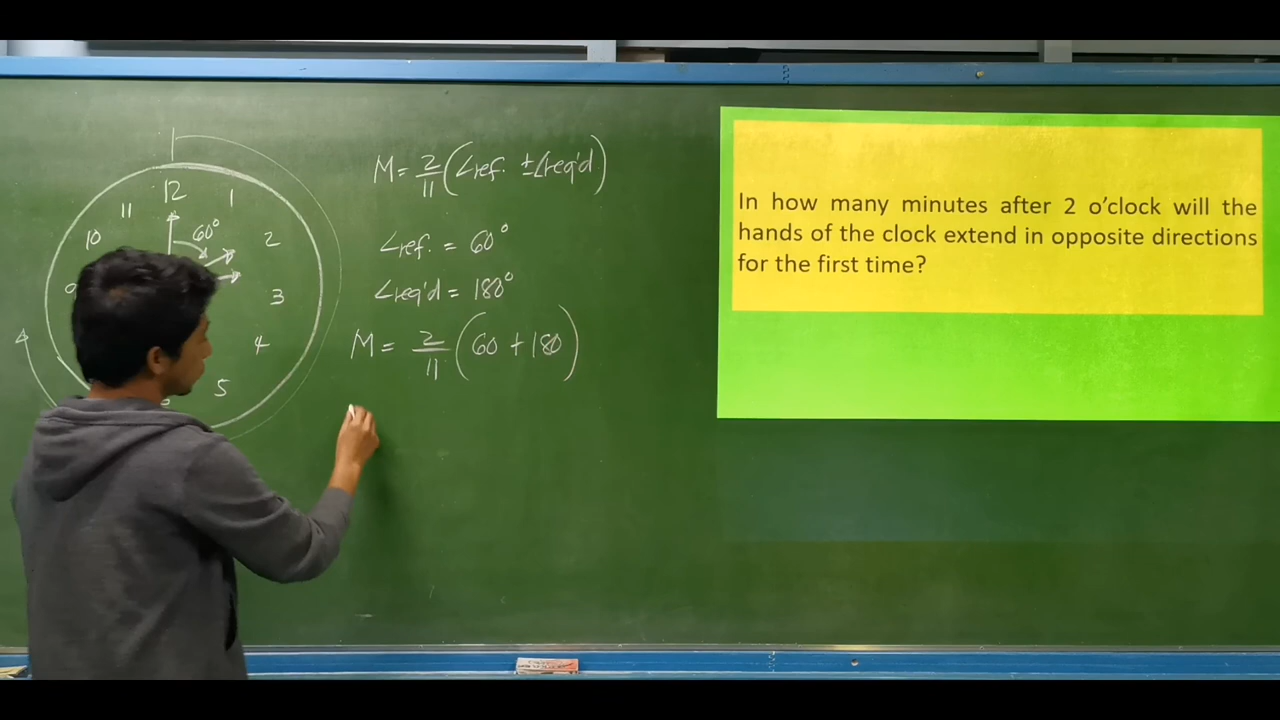 12
11
1
10
60°
2
9
3
4
5
6
M = 2/11 (∠ref. ± ∠req'd)
∠ref. = 60°
∠req'd = 180°
M = 2/11 (60 + 180)
In how many minutes after 2 o'clock will the
hands of the clock extend in opposite directions
for the first time?